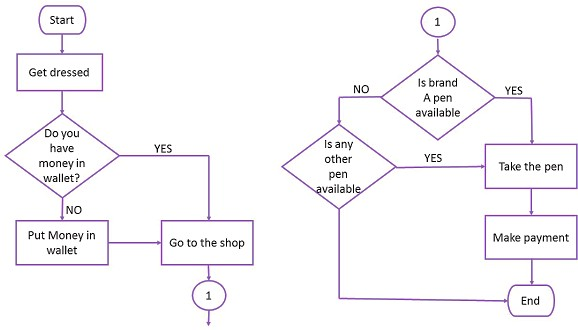 Start
Get dressed
Do you
have
money in
wallet?
YES
NO
Put Money in
wallet
Go to the shop
1
1
Is brand
A pen
available
NO
YES
Is any
other
pen
available
YES
Take the pen
Make payment
End